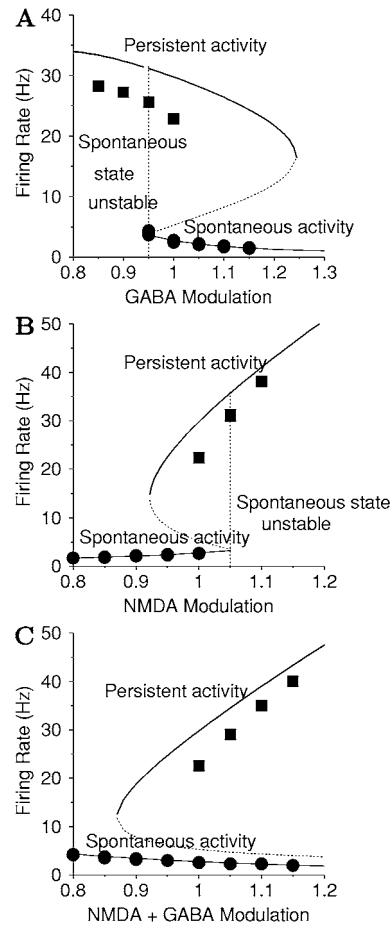 A
Persistent activity
Firing Rate (Hz)
40
30
20
10
0
Spontaneous
state
unstable
Spontaneous activity
0.8 0.9 1 1.1 1.2 1.3
GABA Modulation
B
Persistent activity
Firing Rate (Hz)
50
40
30
20
10
0
Spontaneous state
unstable
Spontaneous activity
0.8 0.9 1 1.1 1.2
NMDA Modulation
C
Persistent activity
Firing Rate (Hz)
50
40
30
20
10
0
Spontaneous activity
0.8 0.9 1 1.1 1.2
NMDA + GABA Modulation